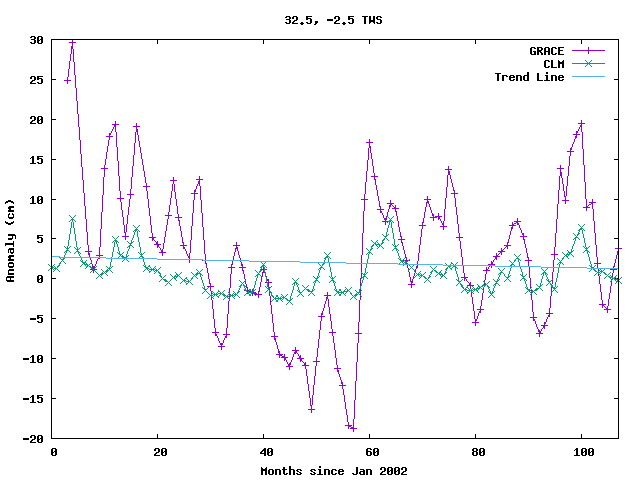 32.5, -2.5 TWS
GRACE
CLM
Trend Line
30
25
20
15
10
5
0
-5
-10
-15
-20
Anomaly (cm)
0 20 40 60 80 100
Months since Jan 2002